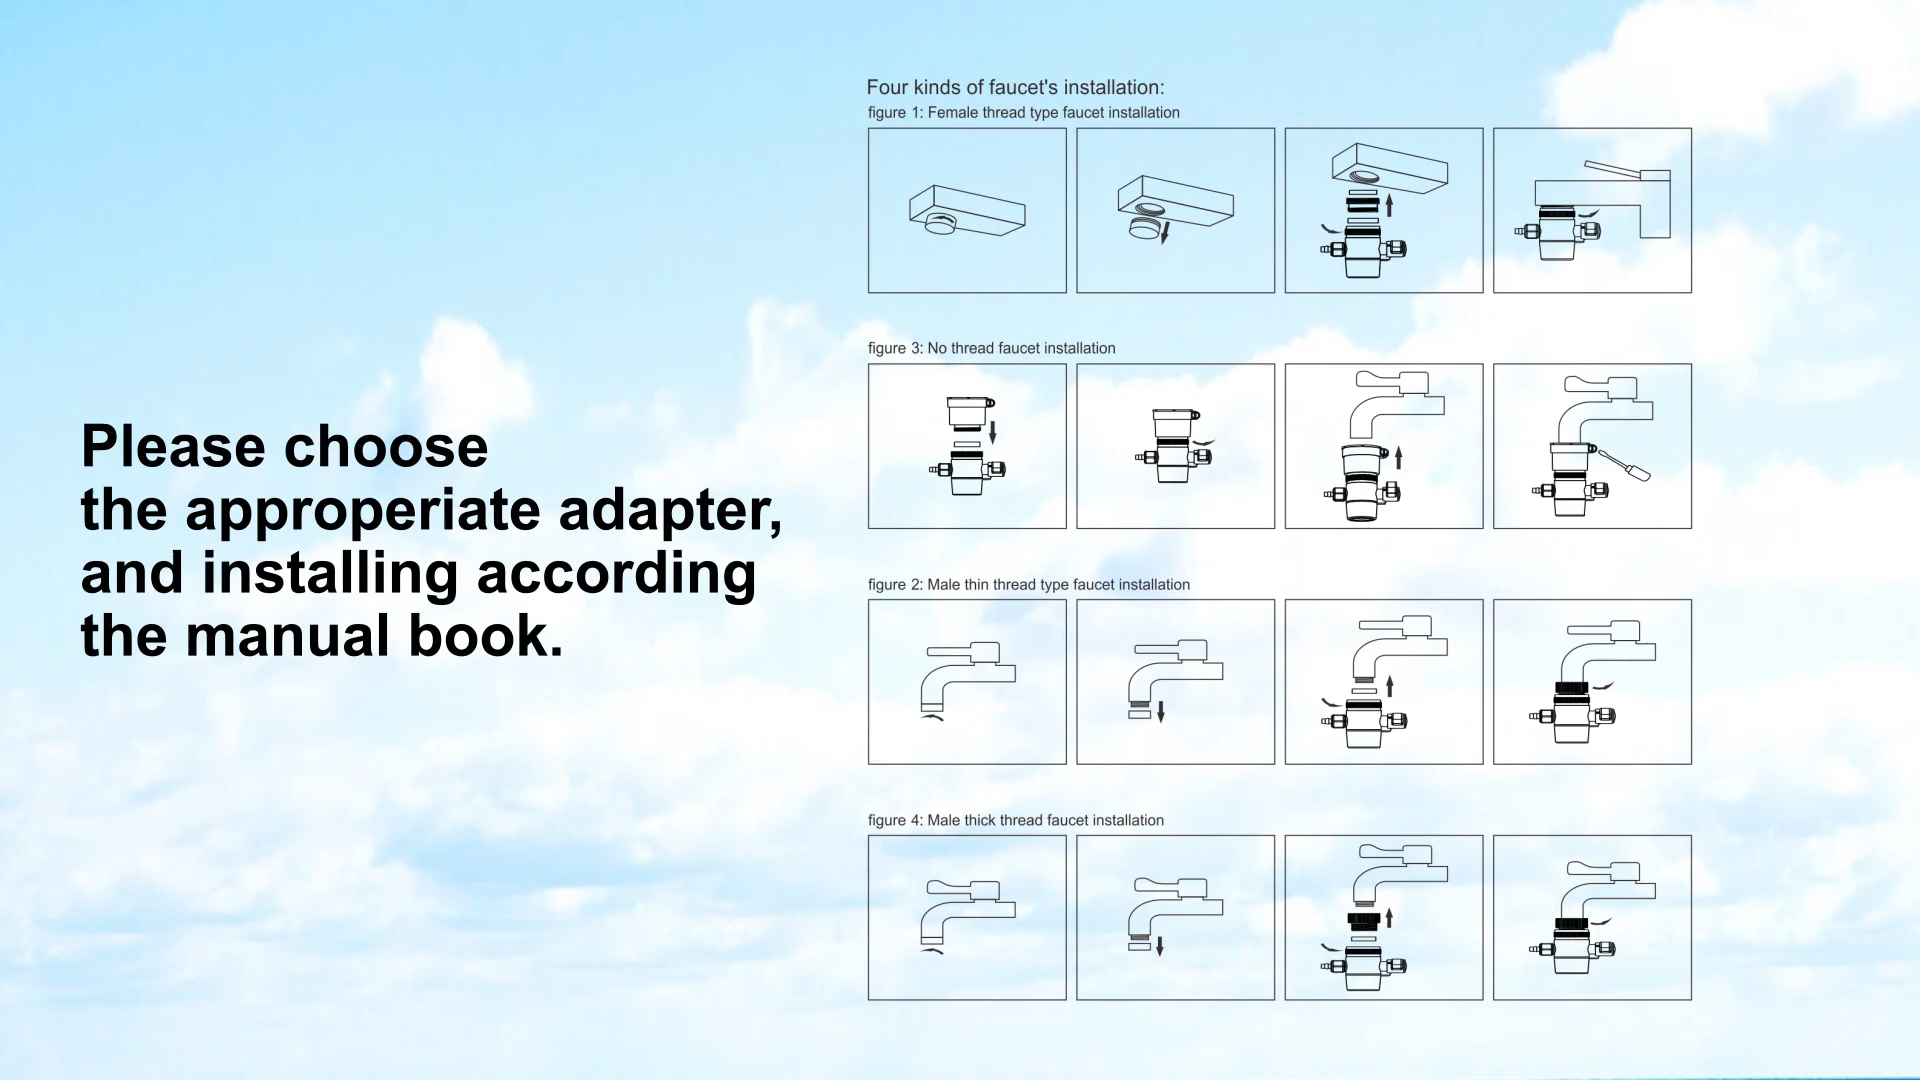 Please choose
the approperiate adapter,
and installing according
the manual book.
Four kinds of faucet's installation:
figure 1: Female thread type faucet installation
figure 3: No thread faucet installation
figure 2: Male thin thread type faucet installation
figure 4: Male thick thread faucet installation